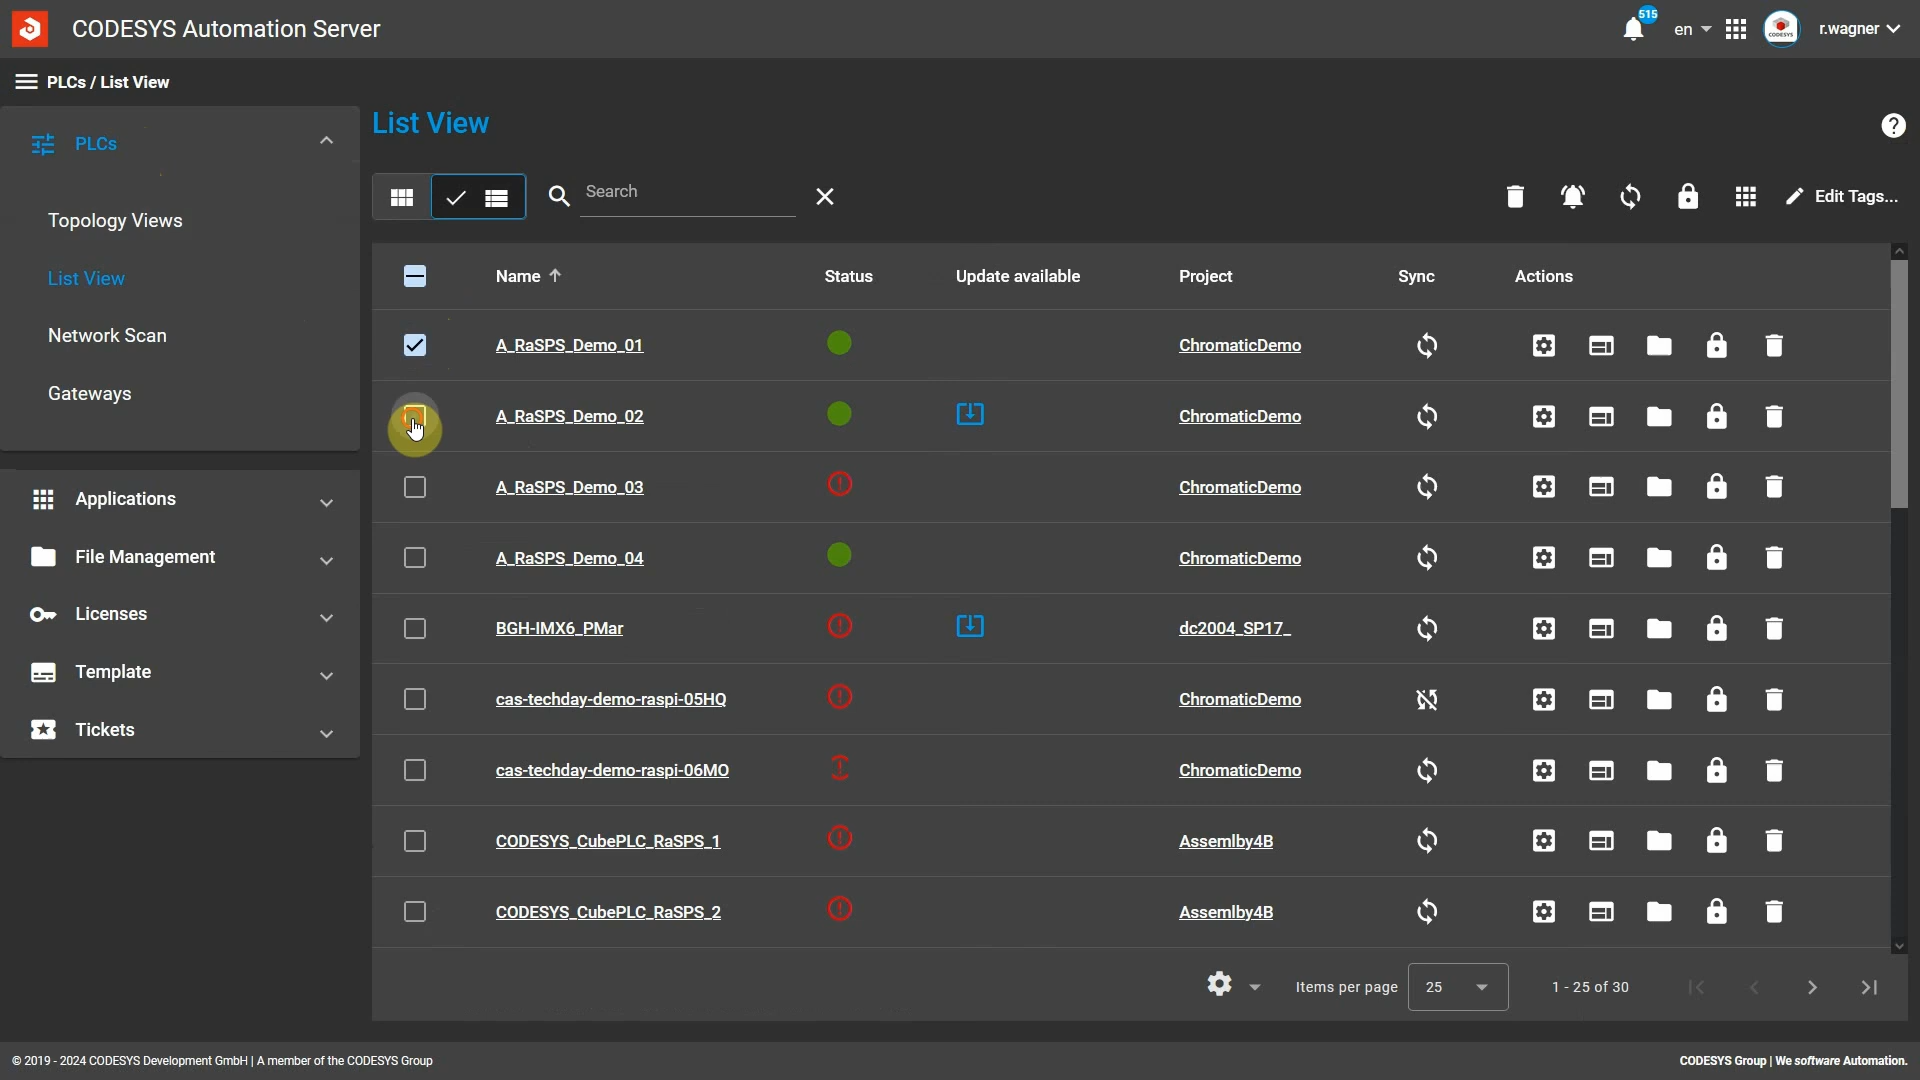 CODESYS Automation Server
515
en
CODESYS
r.wagner
PLCs / List View
PLCs
Topology Views
List View
Network Scan
Gateways
Applications
File Management
Licenses
Template
Tickets
List View
Search
Edit Tags...
Name Status Update available Project Sync Actions
A_RaSPS_Demo_01 ChromaticDemo
A_RaSPS_Demo_02 ChromaticDemo
A_RaSPS_Demo_03 ChromaticDemo
A_RaSPS_Demo_04 ChromaticDemo
BGH-IMX6_PMar dc2004_SP17_
cas-techday-demo-raspi-05HQ ChromaticDemo
cas-techday-demo-raspi-06MO ChromaticDemo
CODESYS_CubePLC_RaSPS_1 Assemlby4B
CODESYS_CubePLC_RaSPS_2 Assemlby4B
Items per page 25 1 - 25 of 30
© 2019 - 2024 CODESYS Development GmbH | A member of the CODESYS Group
CODESYS Group | We software Automation.